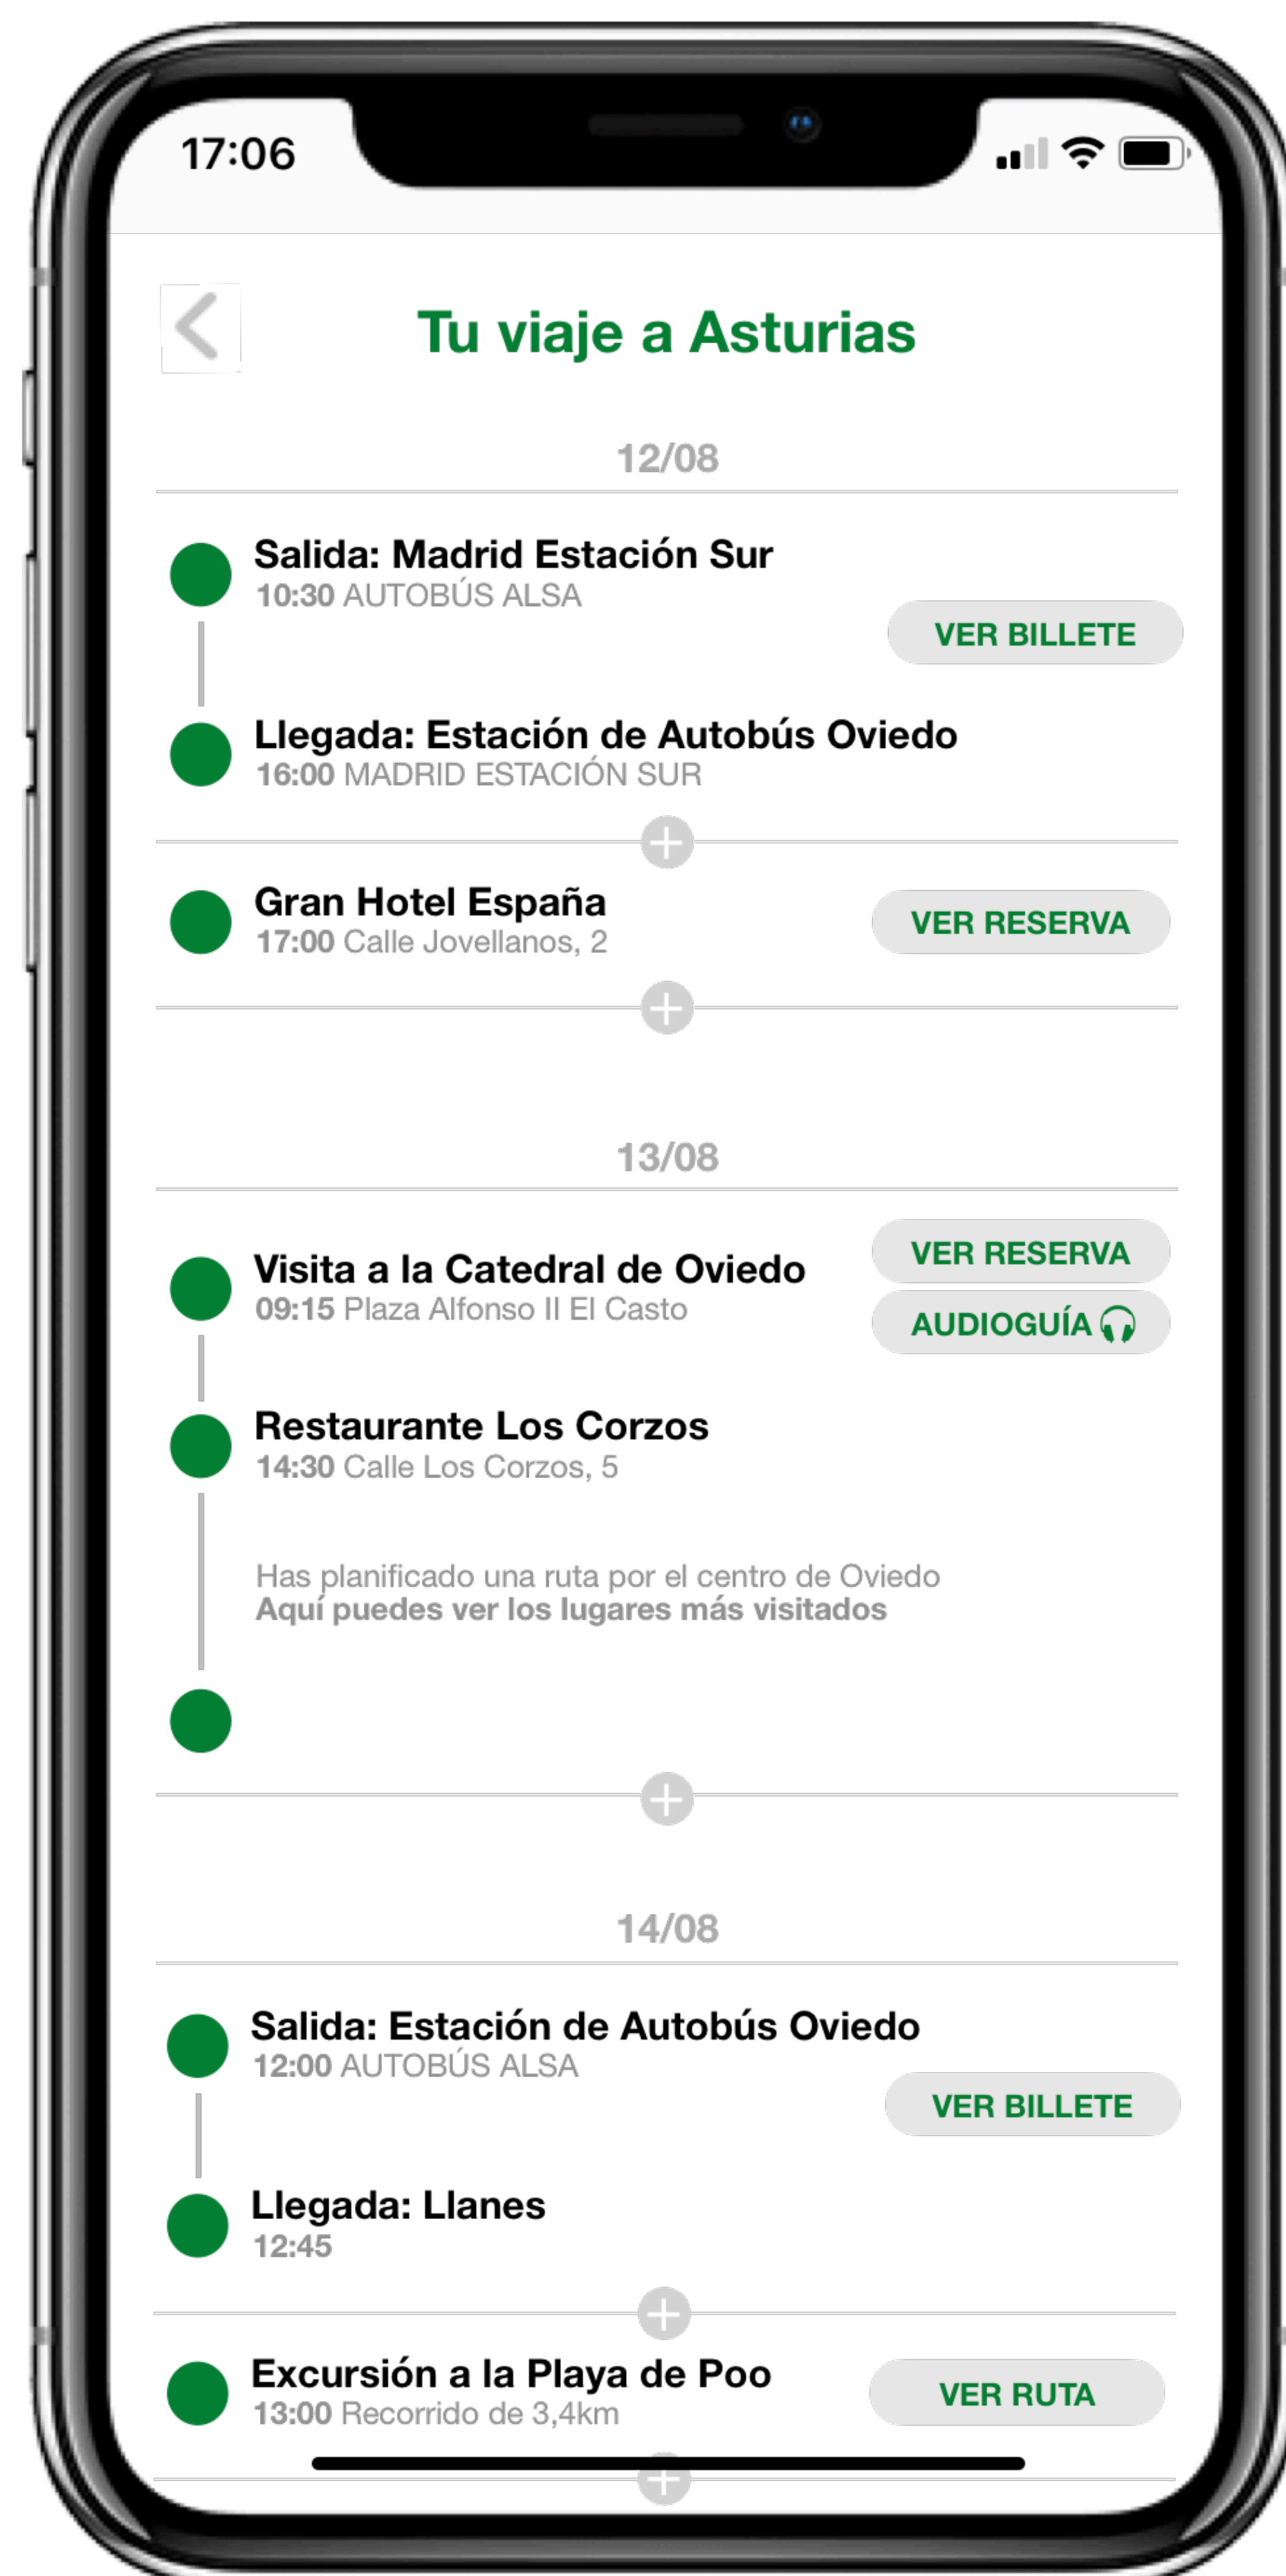 17:06
Tu viaje a Asturias
12/08
Salida: Madrid Estación Sur
10:30 AUTOBÚS ALSA
VER BILLETE
Llegada: Estación de Autobús Oviedo
16:00 MADRID ESTACIÓN SUR
Gran Hotel España
17:00 Calle Jovellanos, 2
VER RESERVA
13/08
Visita a la Catedral de Oviedo
09:15 Plaza Alfonso II El Casto
VER RESERVA
AUDIOGUÍA
Restaurante Los Corzos
14:30 Calle Los Corzos, 5
Has planificado una ruta por el centro de Oviedo
Aquí puedes ver los lugares más visitados
14/08
Salida: Estación de Autobús Oviedo
12:00 AUTOBÚS ALSA
VER BILLETE
Llegada: Llanes
12:45
Excursión a la Playa de Poo
13:00 Recorrido de 3,4km
VER RUTA